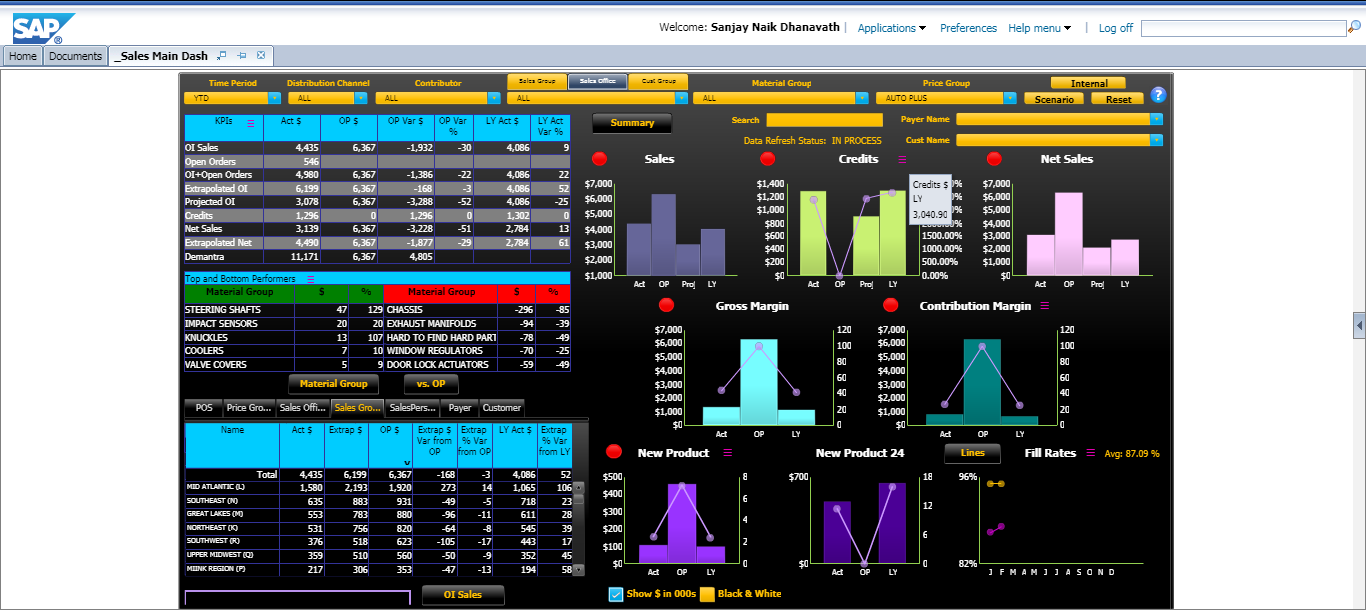 SAP®
Welcome: Sanjay Naik Dhanavath | Applications Preferences Help menu | Log off
Home Documents _Sales Main Dash
Time Period Distribution Channel Contributor Sales Group Sales Office Cust Group Material Group Price Group Internal
YTD ALL ALL ALL ALL AUTO PLUS Scenario Reset ?
KPIs Act $ OP $ OP Var $ OP Var % LY Act $ LY Act Var %
OI Sales 4,435 6,367 -1,932 -30 4,086 9
Open Orders 546
OI+Open Orders 4,980 6,367 -1,386 -22 4,086 22
Extrapolated OI 6,199 6,367 -168 -3 4,086 52
Projected OI 3,078 6,367 -3,288 -52 4,086 -25
Credits 1,296 0 1,296 0 1,302 0
Net Sales 3,139 6,367 -3,228 -51 2,784 13
Extrapolated Net 4,490 6,367 -1,877 -29 2,784 61
Demantra 11,171 6,367 4,805
Summary Search Payer Name
Data Refresh Status: IN PROCESS Cust Name
Top and Bottom Performers
Material Group $ % Material Group $ %
STEERING SHAFTS 47 129 CHASSIS -296 -85
IMPACT SENSORS 20 20 EXHAUST MANIFOLDS -94 -39
KNUCKLES 13 107 HARD TO FIND HARD PART -78 -49
COOLERS 7 10 WINDOW REGULATORS -70 -25
VALVE COVERS 5 9 DOOR LOCK ACTUATORS -59 -49
Material Group vs. OP
POS Price Gro... Sales Offi... Sales Gro... SalesPers... Payer Customer
Name Act $ Extrap $ OP $ Extrap $ Var from OP Extrap % Var from OP LY Act $ Extrap % Var from LY
Total 4,435 6,199 6,367 -168 -3 4,086 52
MID ATLANTIC (L) 1,580 2,193 1,920 273 14 1,065 106
SOUTHEAST (N) 635 883 931 -49 -5 718 23
GREAT LAKES (M) 553 783 880 -96 -11 611 28
NORTHEAST (K) 531 756 820 -64 -8 545 39
SOUTHWEST (R) 376 518 623 -105 -17 443 17
UPPER MIDWEST (Q) 359 510 560 -50 -9 352 45
MIINK REGION (P) 217 306 353 -47 -13 194 58
OI Sales
Sales
$7,000
$6,000
$5,000
$4,000
$3,000
$2,000
$1,000
Act OP Proj LY
Credits
$1,400
$1,200
$1,000
$800
$600
$400
$200
$0
Credits $
LY
3,040.90
1500.00%
1000.00%
500.00%
0.00%
Act OP Proj LY
Net Sales
$7,000
$6,000
$5,000
$4,000
$3,000
$2,000
$1,000
$0
Act OP Proj LY
Gross Margin
$7,000 120
$6,000 100
$5,000 80
$4,000 60
$3,000 40
$2,000 20
$1,000 0
$0
Act OP LY
Contribution Margin
$7,000 120
$6,000 100
$5,000 80
$4,000 60
$3,000 40
$2,000 20
$1,000 0
$0
Act OP LY
New Product
$500 8
$400 6
$300 4
$200 2
$100 0
$0
Act OP LY
New Product 24
$700 18
12
6
$0 0
Act OP LY
Lines Fill Rates Avg: 87.09 %
96%
82%
J F M A M J J A S O N D
Show $ in 000s Black & White